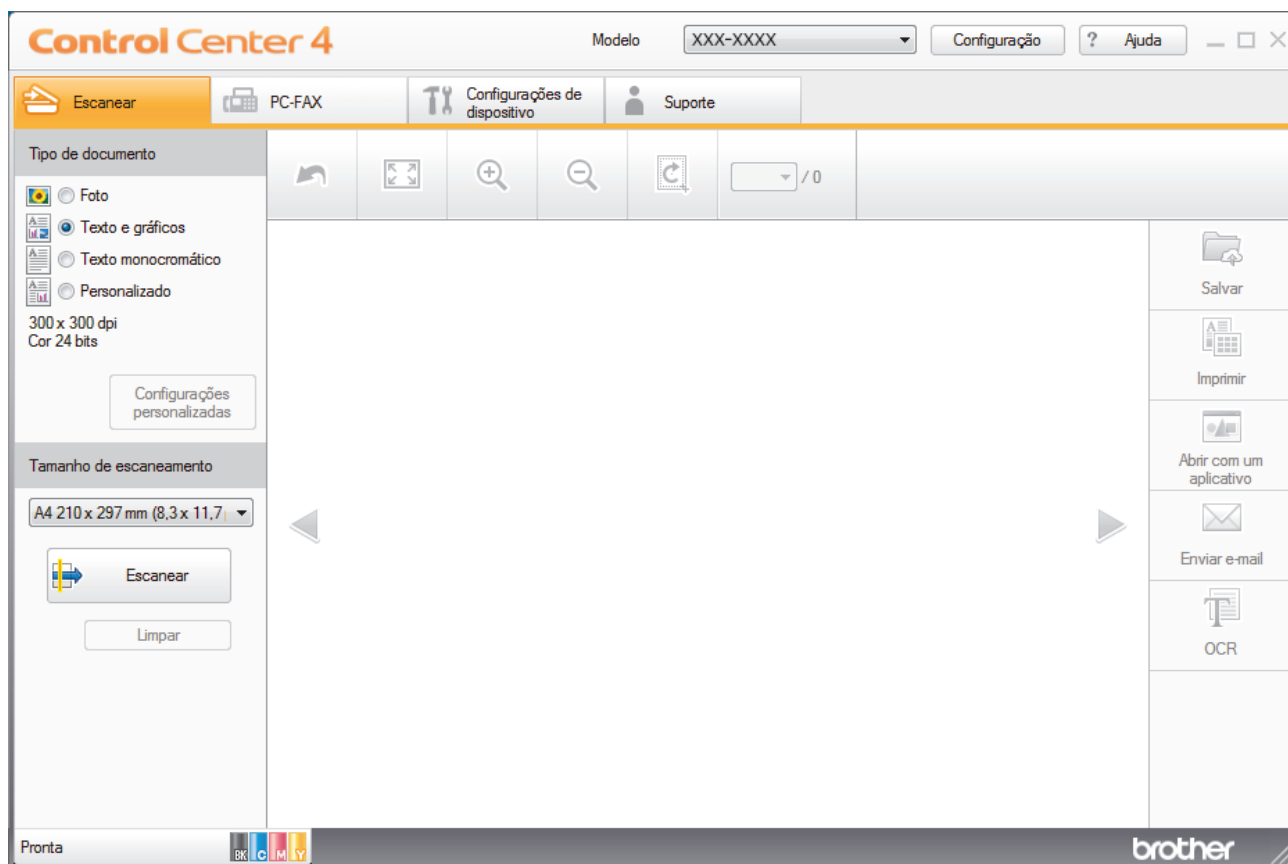 Control Center 4
Modelo
XXX-XXXX
Configuração
? Ajuda
Escanear
PC-FAX
Configurações de
dispositivo
Suporte
Tipo de documento
/ 0
Foto
Texto e gráficos
Texto monocromático
Personalizado
300 x 300 dpi
Cor 24 bits
Configurações
personalizadas
Tamanho de escaneamento
A4 210 x 297 mm (8,3 x 11,7
Escanear
Limpar
Salvar
Imprimir
Abrir com um
aplicativo
Enviar e-mail
OCR
Pronta
BK C M Y
brother